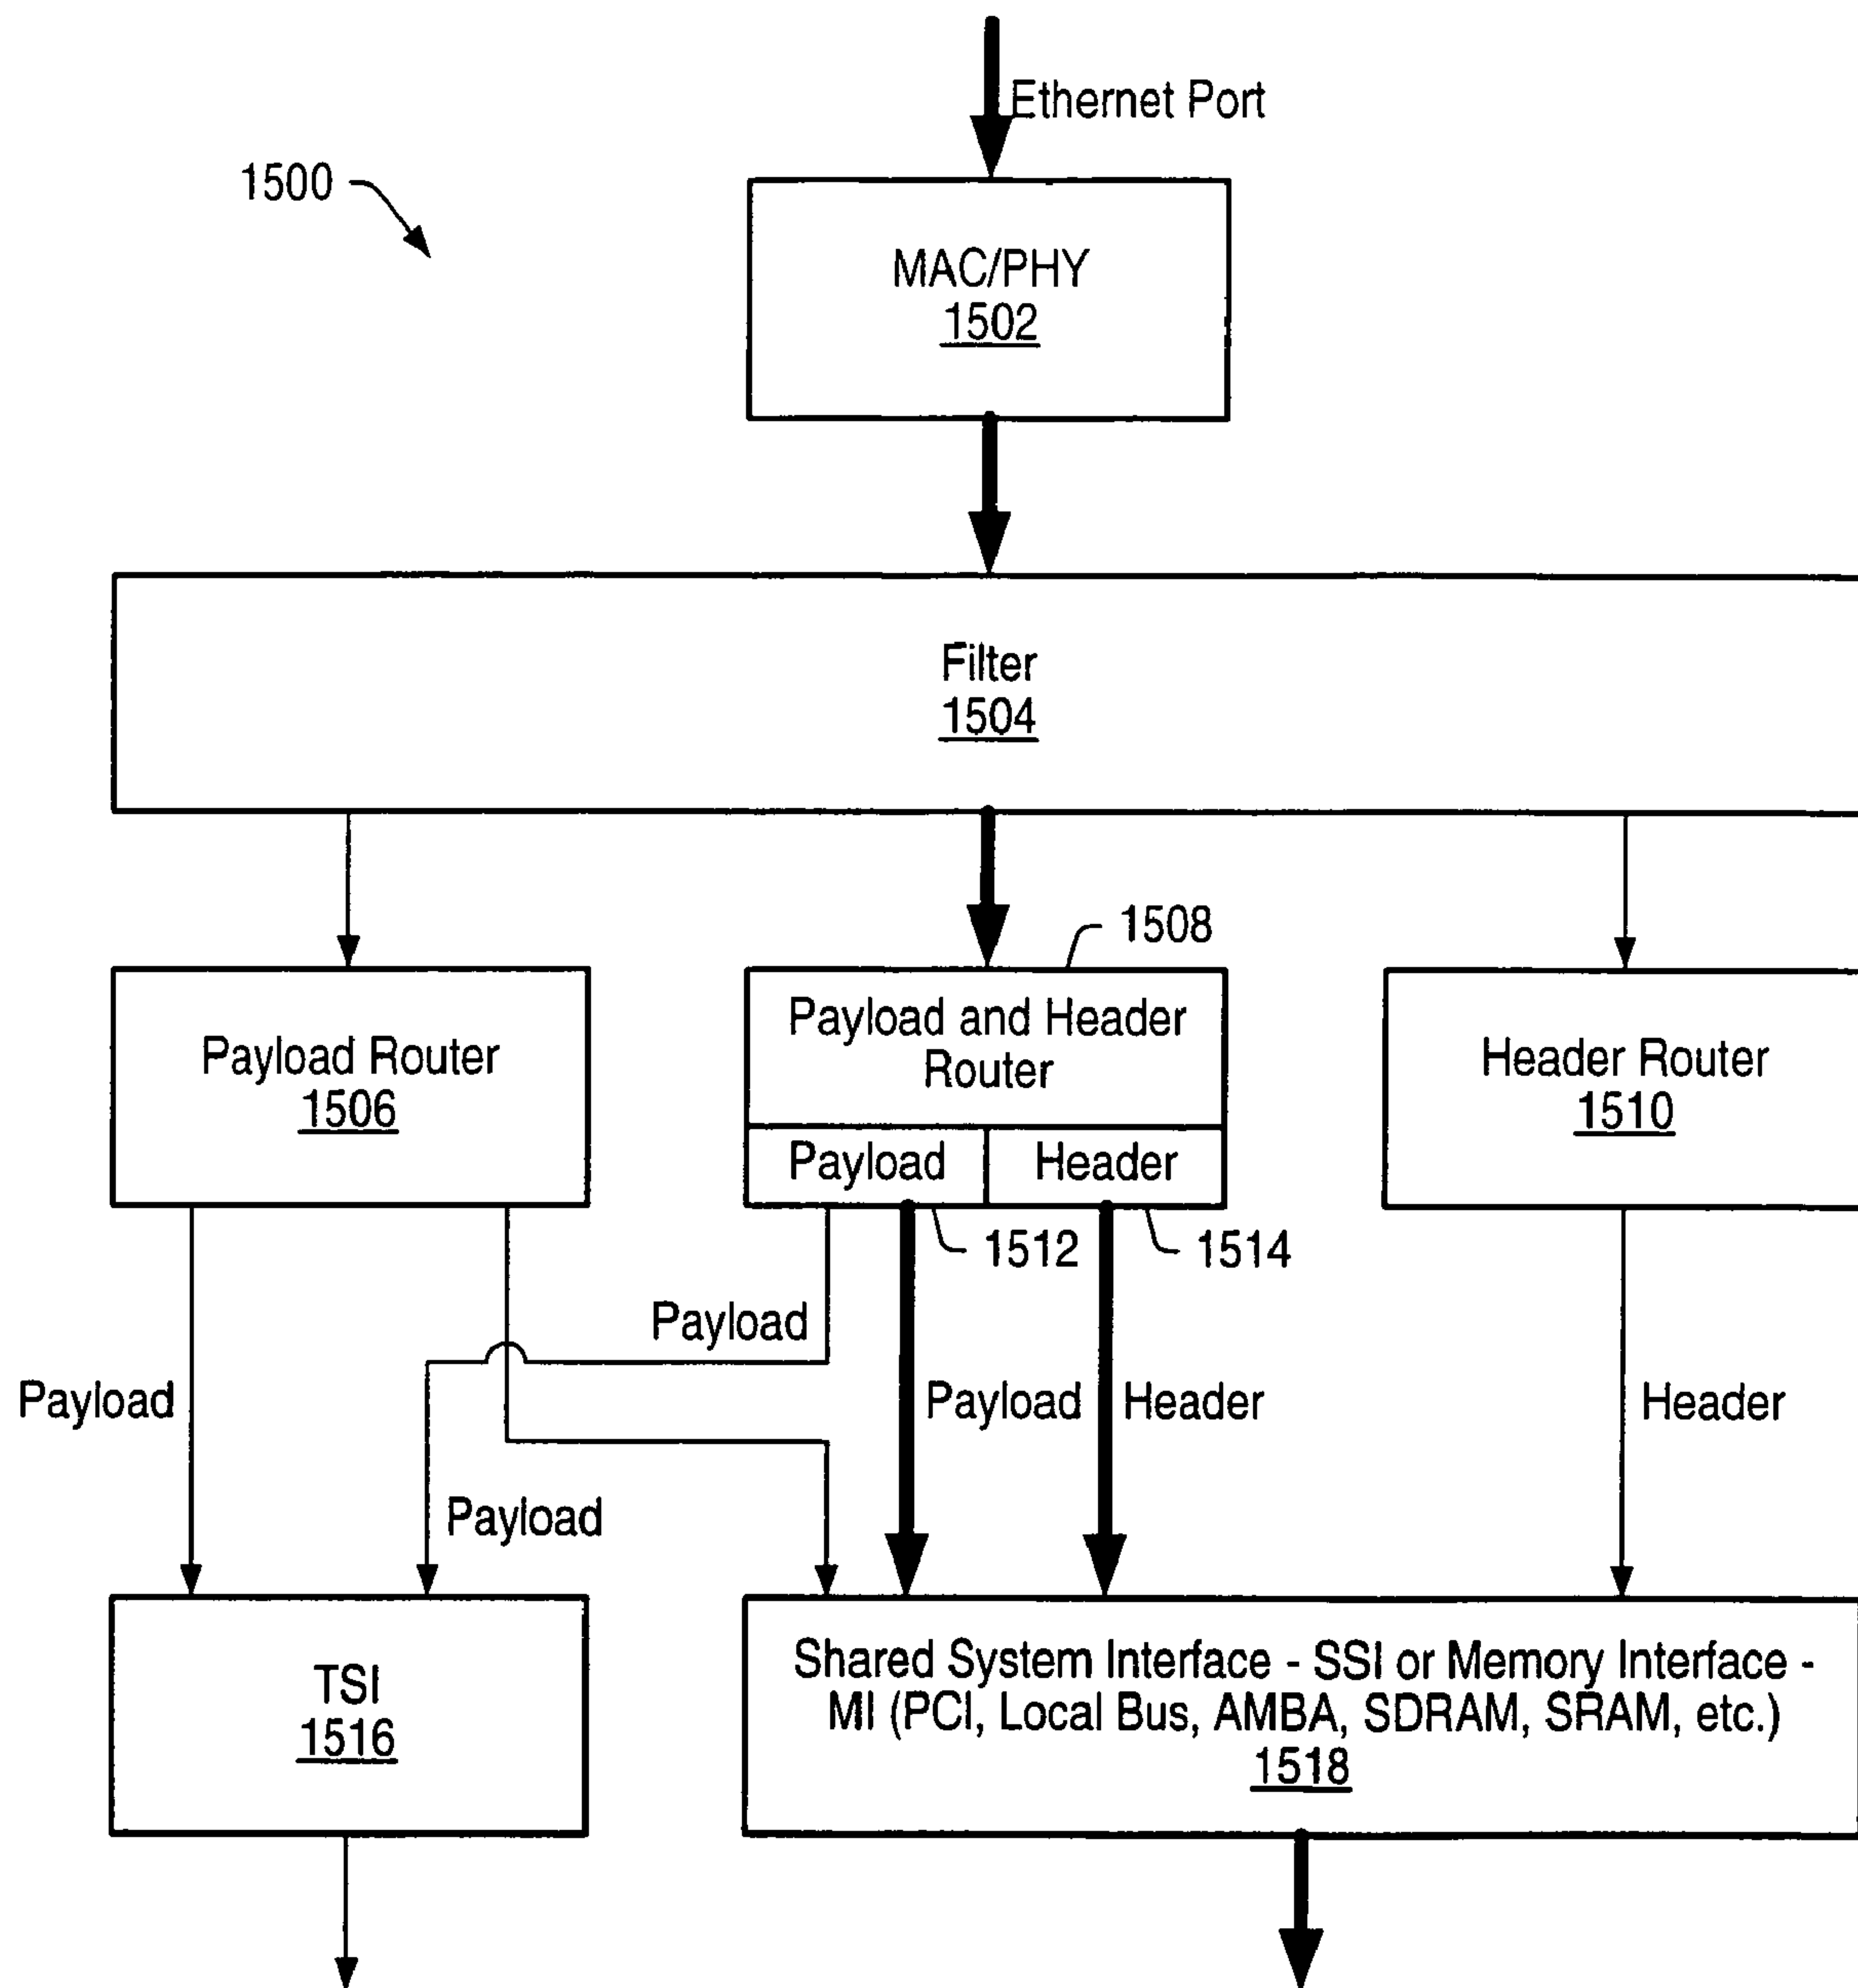 Ethernet Port
1500
MAC/PHY
1502
Filter
1504
1508
Payload Router
1506
Payload and Header
Router
Header Router
1510
Payload
Header
1512
1514
Payload
Payload
Payload
Header
Header
Payload
TSI
1516
Shared System Interface - SSI or Memory Interface -
MI (PCI, Local Bus, AMBA, SDRAM, SRAM, etc.)
1518